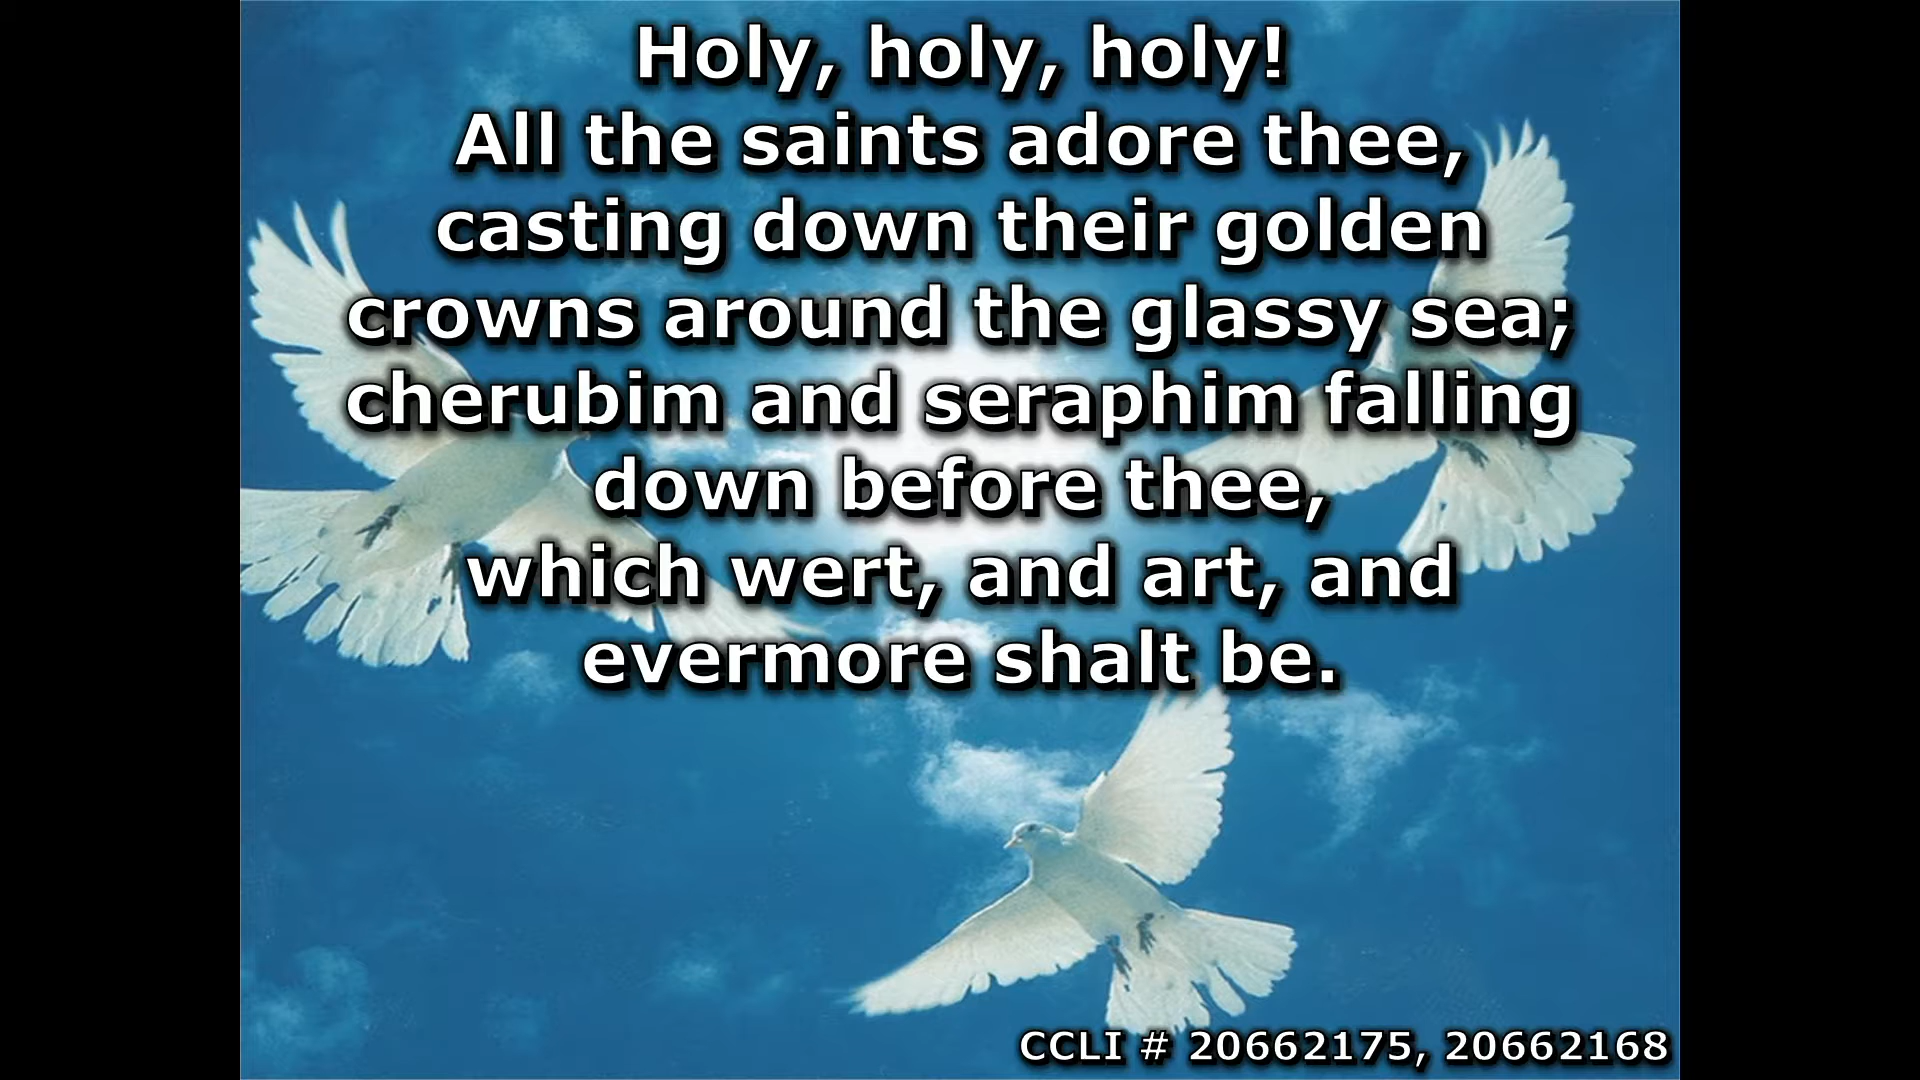 Holy, holy, holy!
All the saints adore thee,
casting down their golden
crowns around the glassy sea;
cherubim and seraphim falling
down before thee,
which wert, and art, and
evermore shalt be.
CCLI # 20662175, 20662168